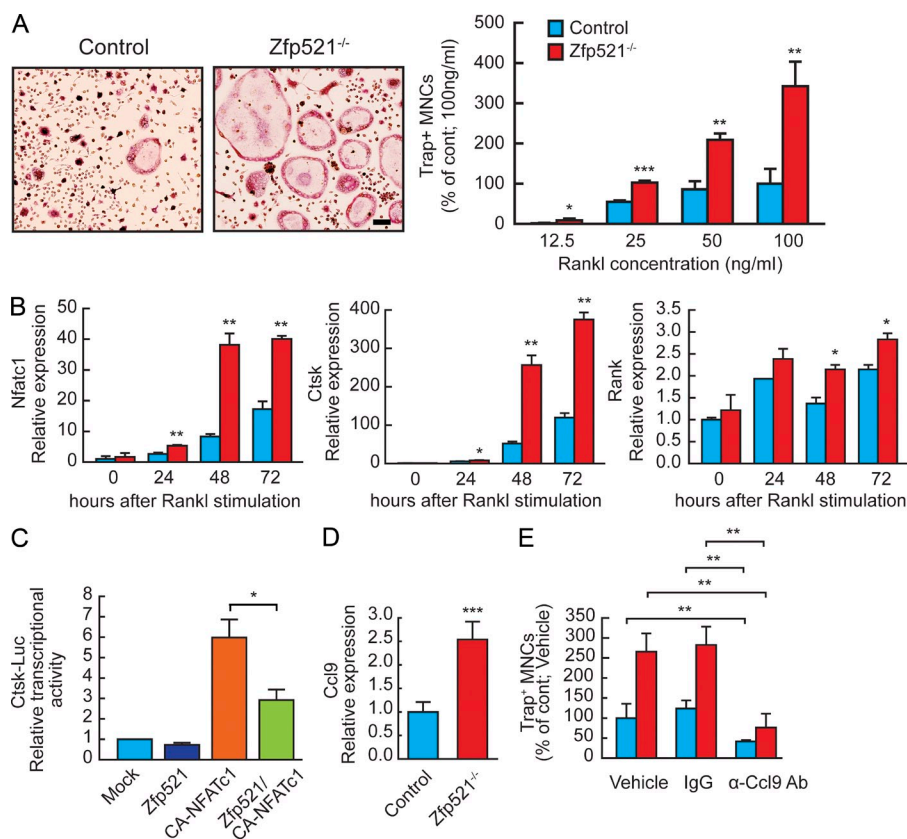 A
Control
Zfp521-/-
Trap+ MNCs
(% of cont; 100ng/ml)
500
400
300
200
100
0
Control
Zfp521-/-
*
***
**
**
12.5 25 50 100
Rankl concentration (ng/ml)
B
Nfatc1
Relative expression
50
40
30
20
10
0
**
**
**
0 24 48 72
hours after Rankl stimulation
Ctsk
Relative expression
400
300
200
100
0
*
**
**
0 24 48 72
hours after Rankl stimulation
Rank
Relative expression
3.5
3.0
2.5
2.0
1.5
1.0
0.5
0
*
*
0 24 48 72
hours after Rankl stimulation
C
Ctsk-Luc
Relative transcriptional
activity
8
7
6
5
4
3
2
1
0
*
Mock
Zfp521
CA-NFATc1
Zfp521/
CA-NFATc1
D
Ccl9
Relative expression
3.0
2.5
2.0
1.5
1.0
0.5
0.0
***
Control
Zfp521-/-
E
Trap+ MNCs
(% of cont; Vehicle)
350
250
200
150
100
50
0
**
**
**
**
Vehicle IgG α-Ccl9 Ab